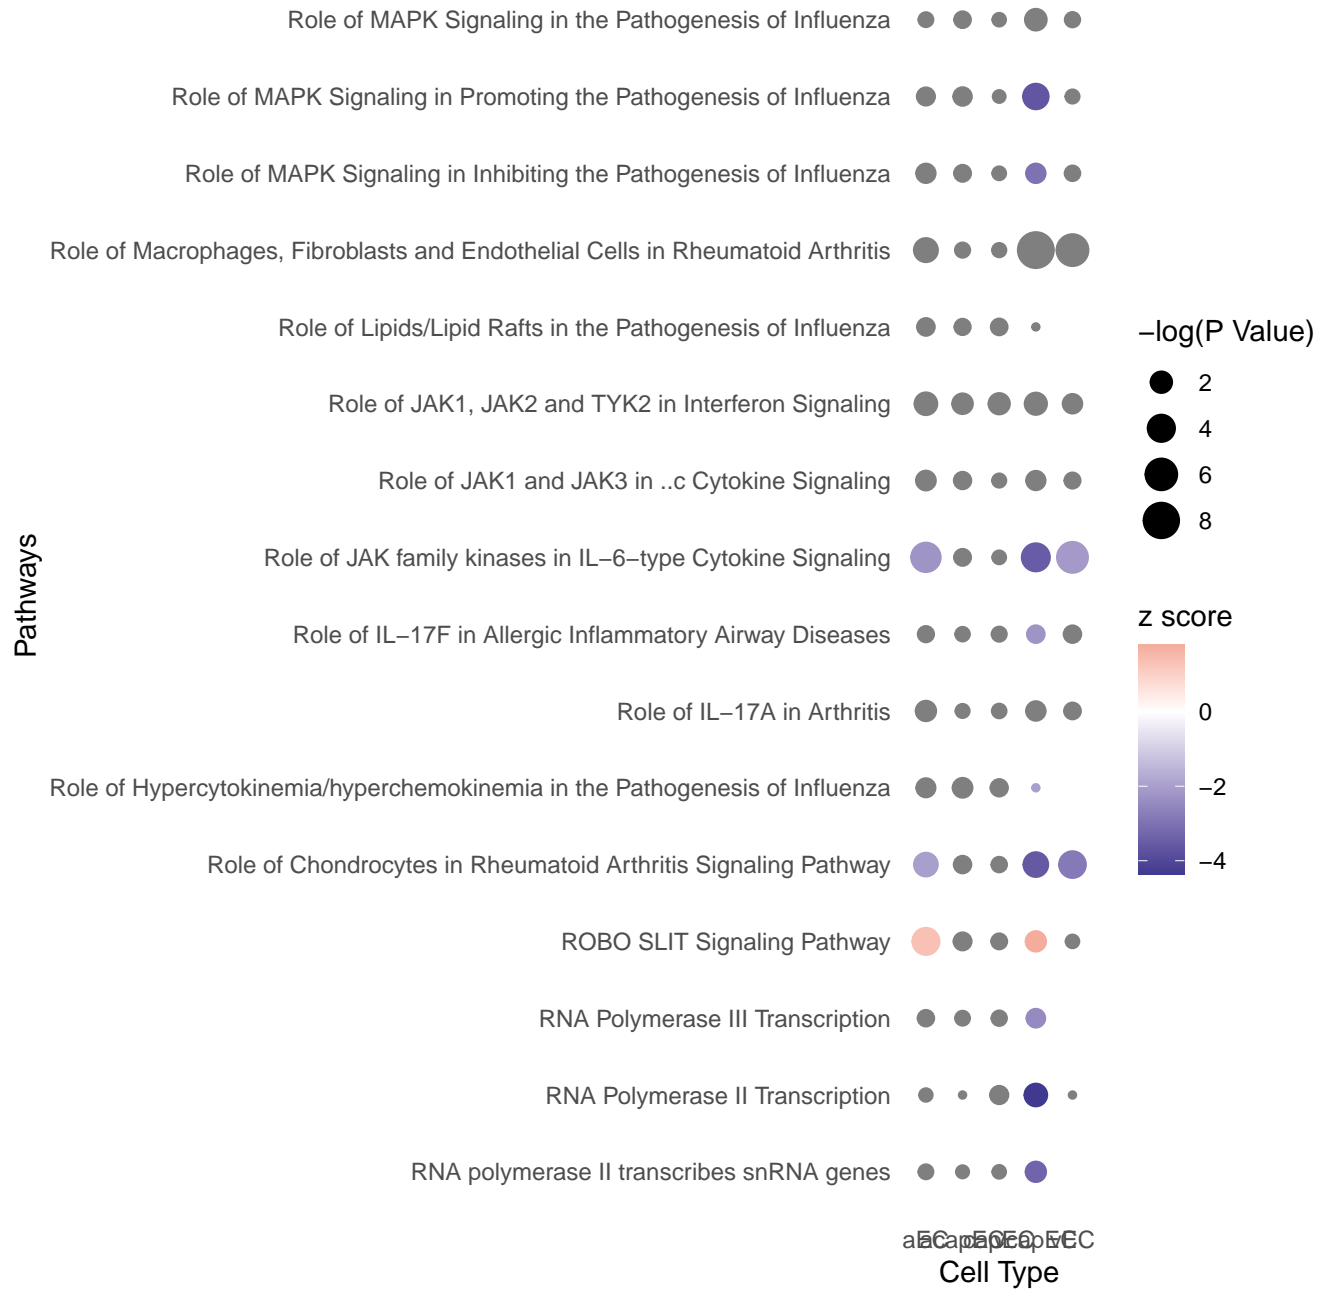 Role of MAPK Signaling in the Pathogenesis of Influenza
Role of MAPK Signaling in Promoting the Pathogenesis of Influenza
Role of MAPK Signaling in Inhibiting the Pathogenesis of Influenza
Role of Macrophages, Fibroblasts and Endothelial Cells in Rheumatoid Arthritis
Role of Lipids/Lipid Rafts in the Pathogenesis of Influenza
Role of JAK1, JAK2 and TYK2 in Interferon Signaling
Role of JAK1 and JAK3 in ..c Cytokine Signaling
Role of JAK family kinases in IL−6−type Cytokine Signaling
Role of IL−17F in Allergic Inflammatory Airway Diseases
Role of IL−17A in Arthritis
Role of Hypercytokinemia/hyperchemokinemia in the Pathogenesis of Influenza
Role of Chondrocytes in Rheumatoid Arthritis Signaling Pathway
ROBO SLIT Signaling Pathway
RNA Polymerase III Transcription
RNA Polymerase II Transcription
RNA polymerase II transcribes snRNA genes
Pathways
Cell Type
−log(P Value)
2
4
6
8
z score
0
−2
−4